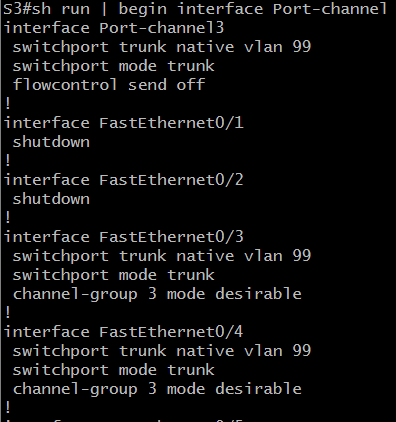 S3#sh run | begin interface Port-channel
interface Port-channel3
 switchport trunk native vlan 99
 switchport mode trunk
 flowcontrol send off
!
interface FastEthernet0/1
 shutdown
!
interface FastEthernet0/2
 shutdown
!
interface FastEthernet0/3
 switchport trunk native vlan 99
 switchport mode trunk
 channel-group 3 mode desirable
!
interface FastEthernet0/4
 switchport trunk native vlan 99
 switchport mode trunk
 channel-group 3 mode desirable
!